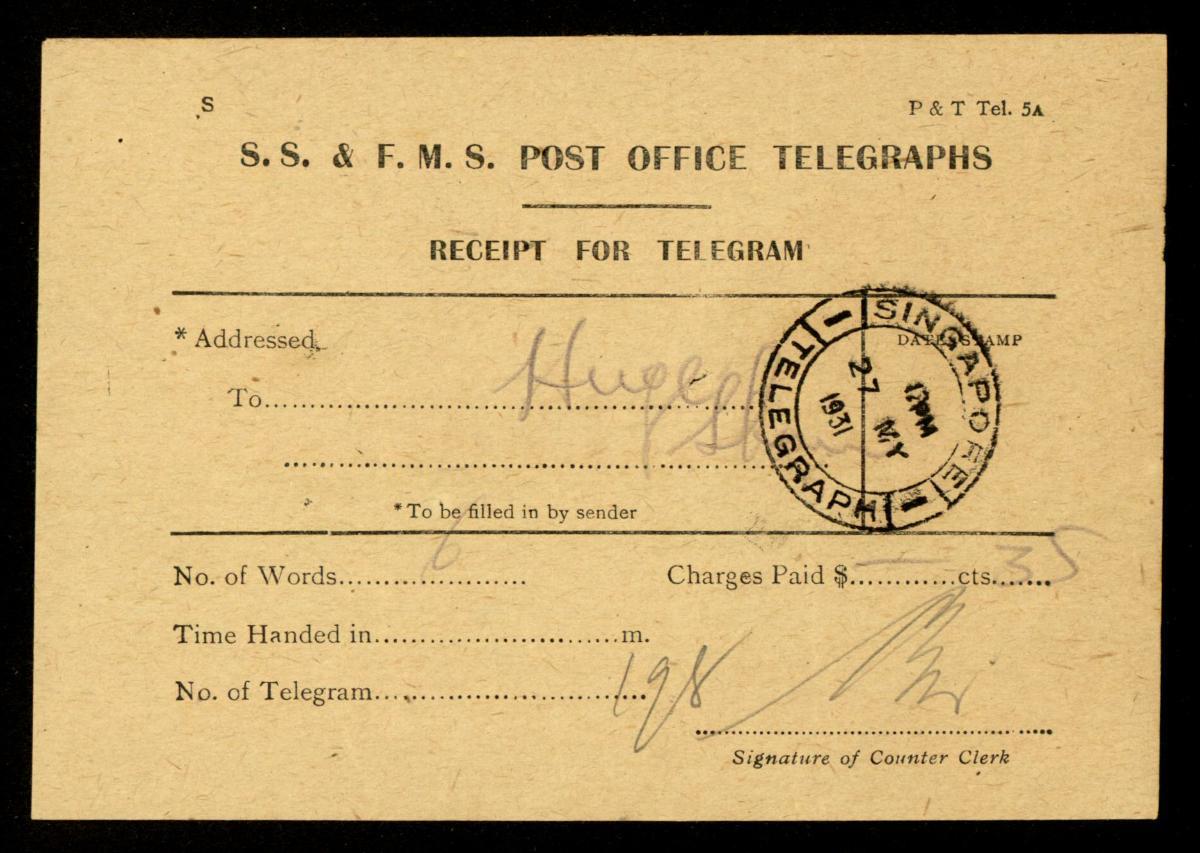 S
P & T Tel. 5A
S. S. & F. M. S. POST OFFICE TELEGRAPHS
RECEIPT FOR TELEGRAM
* Addressed
DATE STAMP
To
SINGAPORE
TELEGRAPH
12PM
27 MY
1931
* To be filled in by sender
No. of Words 6
Charges Paid $ — cts. 35
Time Handed in m.
No. of Telegram 198
Signature of Counter Clerk